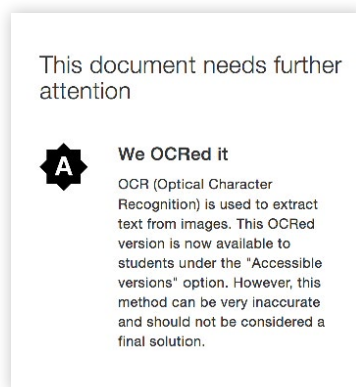 This document needs further
attention
A
We OCRed it
OCR (Optical Character
Recognition) is used to extract
text from images. This OCRed
version is now available to
students under the "Accessible
versions" option. However, this
method can be very inaccurate
and should not be considered a
final solution.